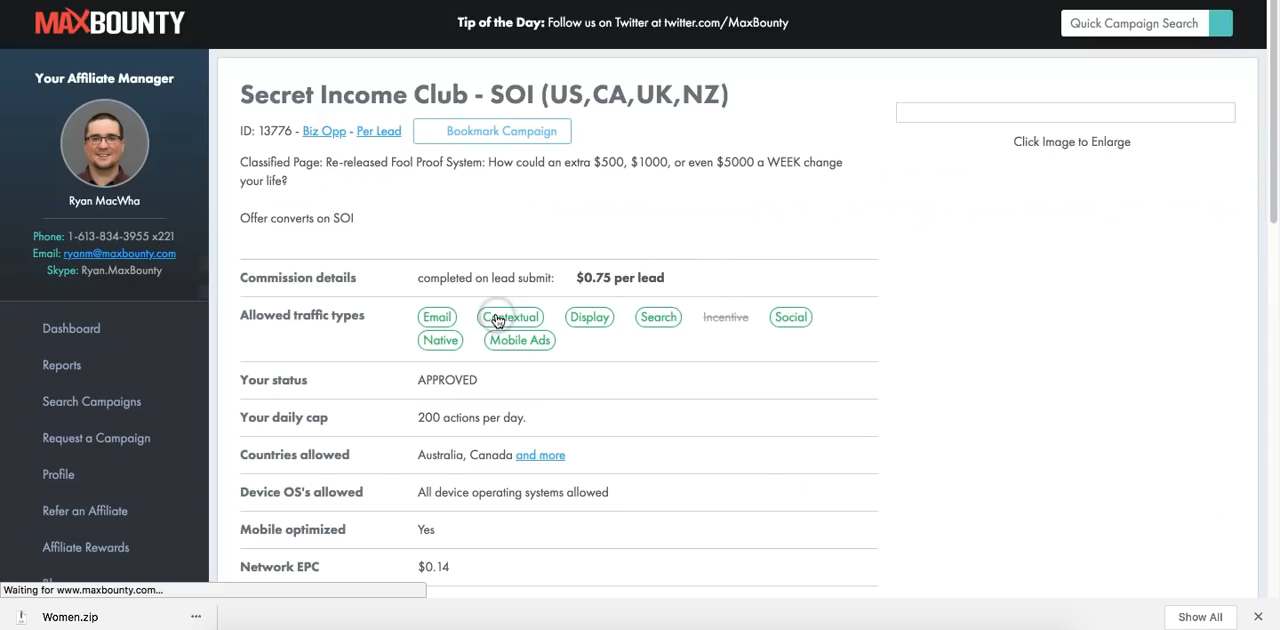 MAXBOUNTY
Tip of the Day: Follow us on Twitter at twitter.com/MaxBounty
Quick Campaign Search
Your Affiliate Manager
Ryan MacWha
Phone: 1-613-834-3955 x221
Email: ryanm@maxbounty.com
Skype: Ryan.MaxBounty
Dashboard
Reports
Search Campaigns
Request a Campaign
Profile
Refer an Affiliate
Affiliate Rewards
Secret Income Club - SOI (US,CA,UK,NZ)
ID: 13776 - Biz Opp - Per Lead
Bookmark Campaign
Click Image to Enlarge
Classified Page: Re-released Fool Proof System: How could an extra $500, $1000, or even $5000 a WEEK change
your life?
Offer converts on SOI
Commission details completed on lead submit: $0.75 per lead
Allowed traffic types Email Contextual Display Search Incentive Social
Native Mobile Ads
Your status APPROVED
Your daily cap 200 actions per day.
Countries allowed Australia, Canada and more
Device OS's allowed All device operating systems allowed
Mobile optimized Yes
Network EPC $0.14
Waiting for www.maxbounty.com...
Women.zip
Show All